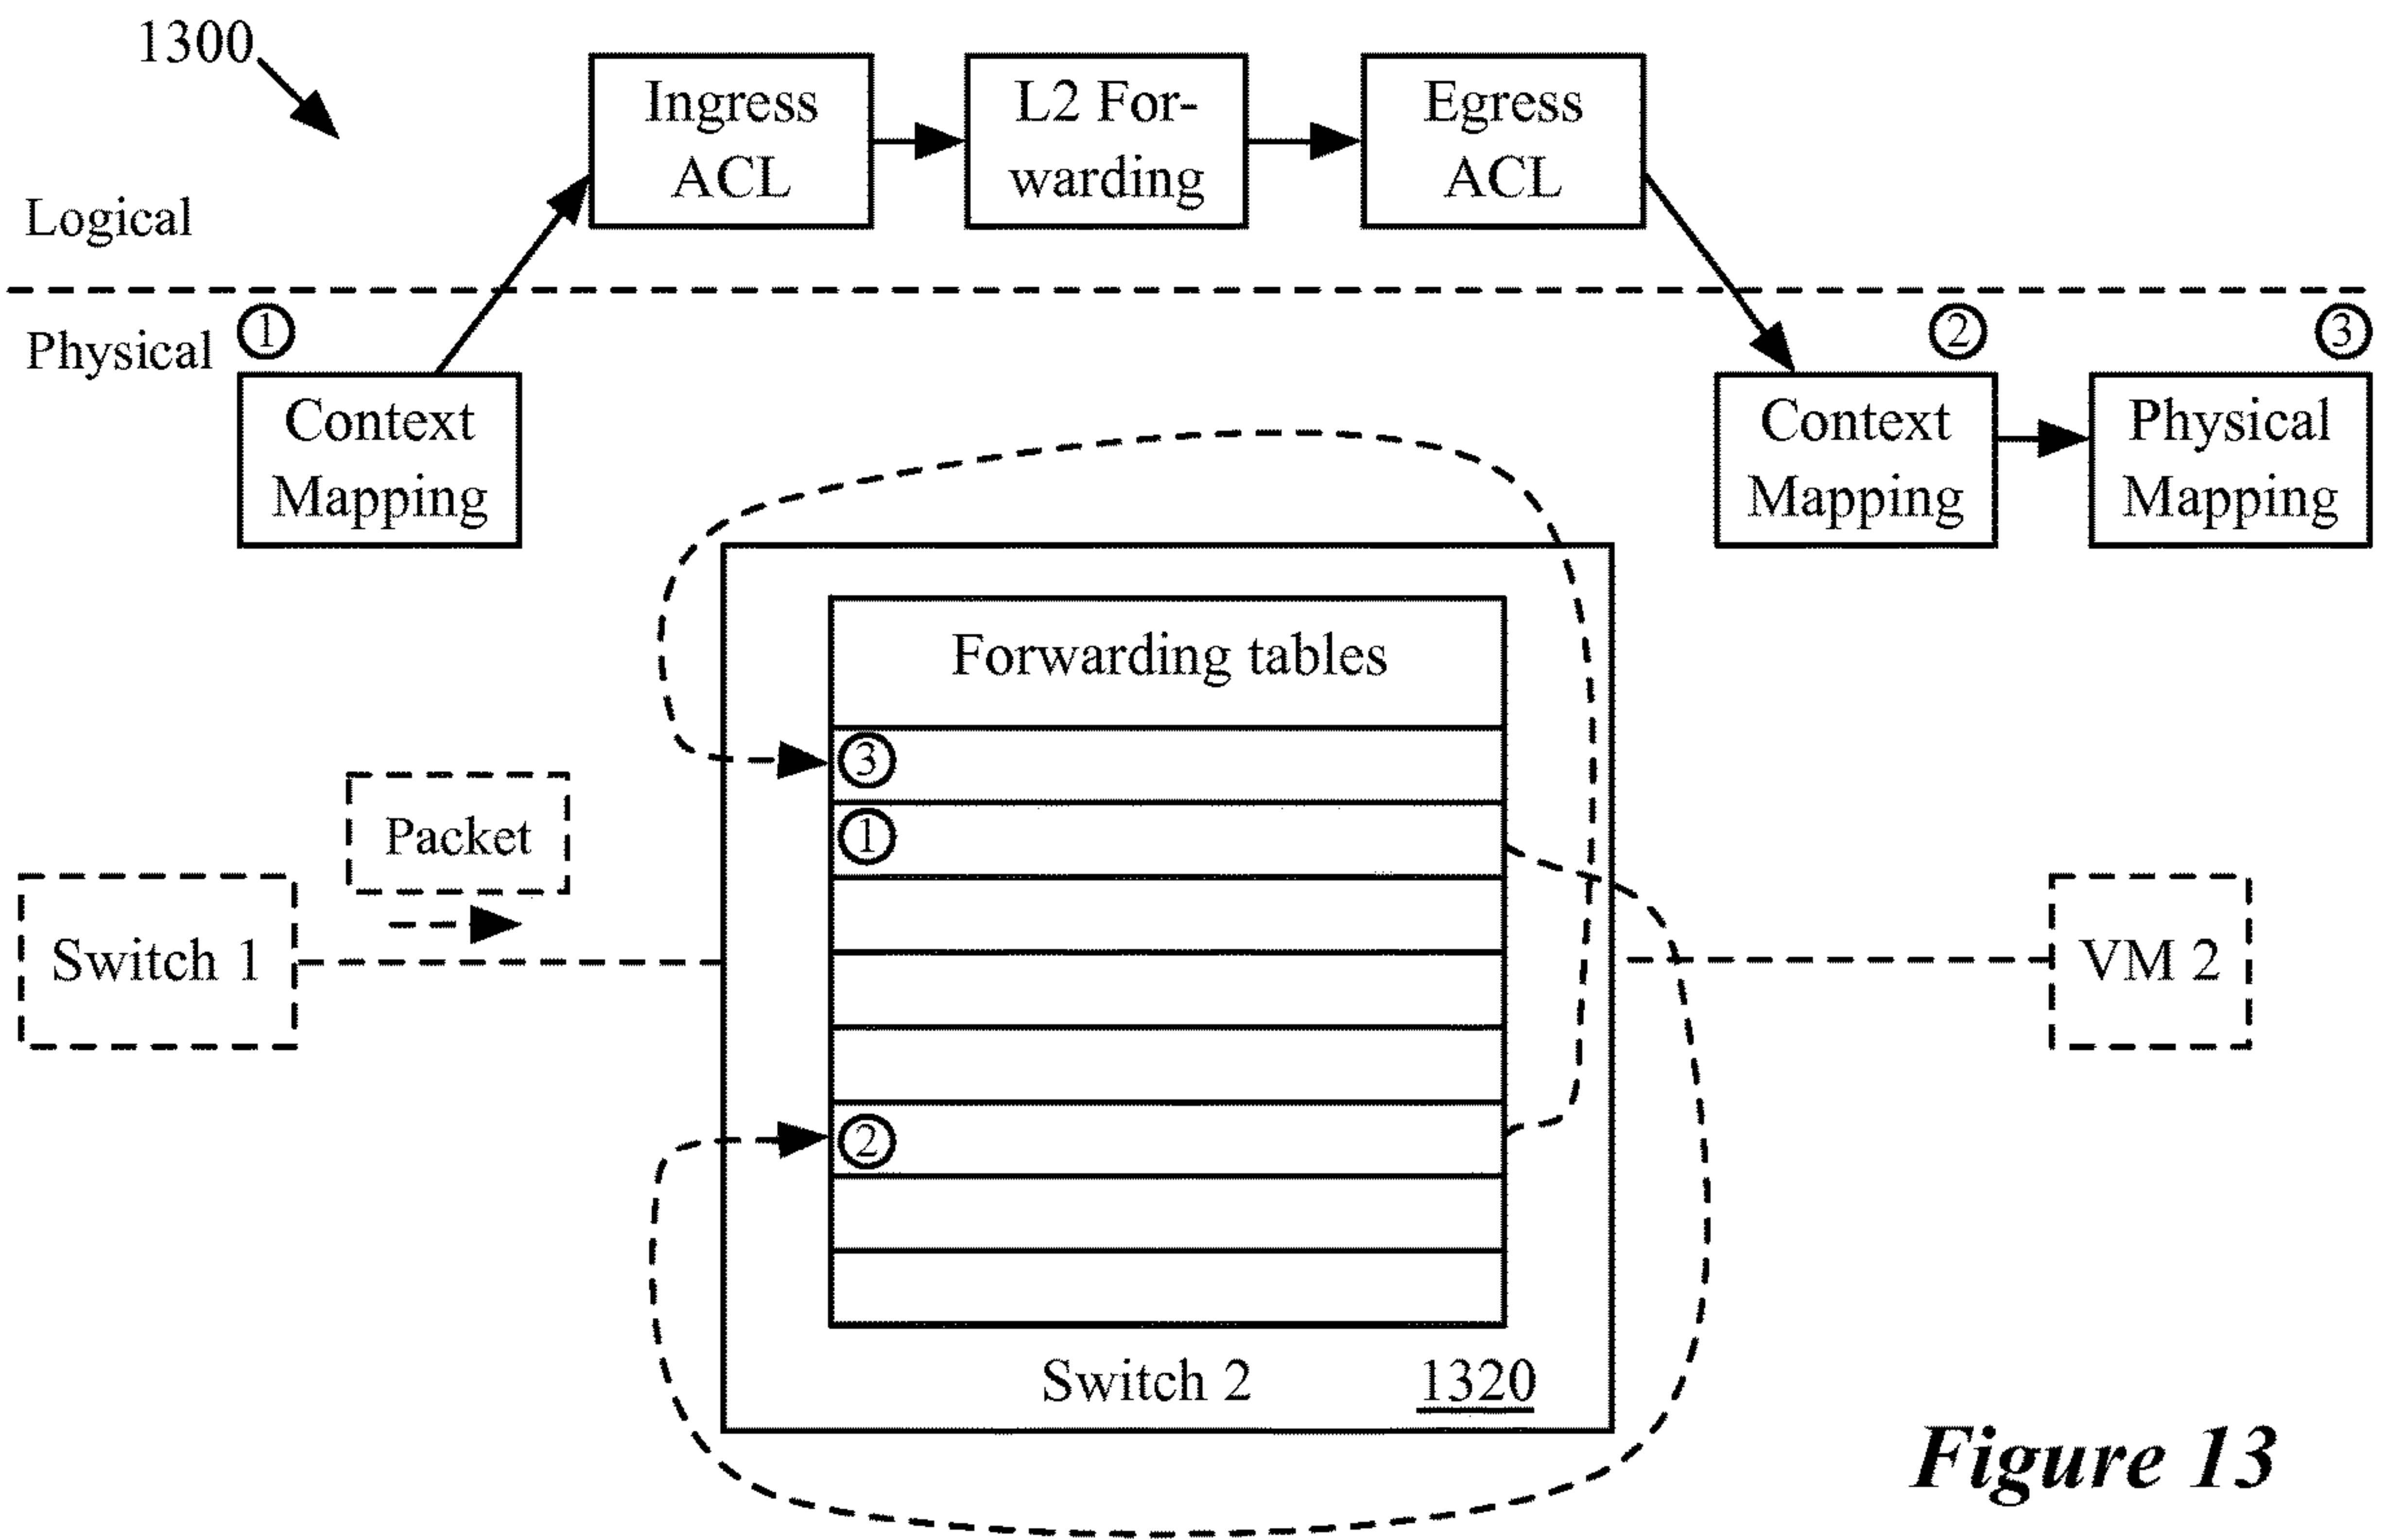 1300
Ingress
ACL
L2 For-
warding
Egress
ACL
Logical
Physical
1
2
3
Context
Mapping
Context
Mapping
Physical
Mapping
Forwarding tables
3
1
Packet
Switch 1
VM 2
2
Switch 2
1320
Figure 13